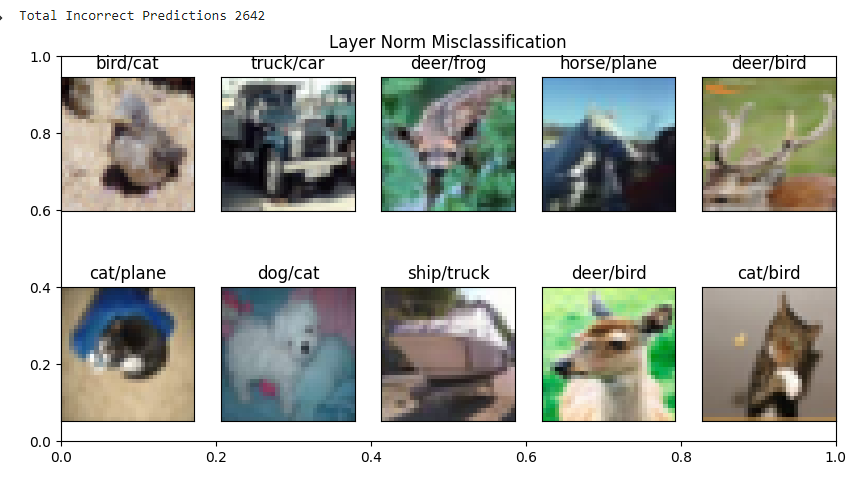 Total Incorrect Predictions 2642
Layer Norm Misclassification
1.0
bird/cat truck/car deer/frog horse/plane deer/bird
0.8
0.6
0.4
cat/plane dog/cat ship/truck deer/bird cat/bird
0.2
0.0
0.0 0.2 0.4 0.6 0.8 1.0